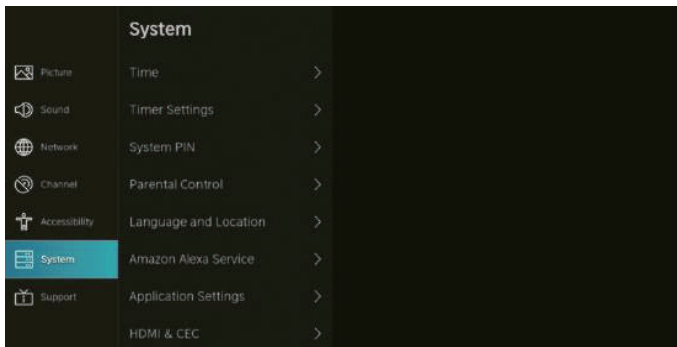 System
Picture
Time
Sound
Timer Settings
Network
System PIN
Channel
Parental Control
Accessibility
Language and Location
System
Amazon Alexa Service
Support
Application Settings
HDMI & CEC